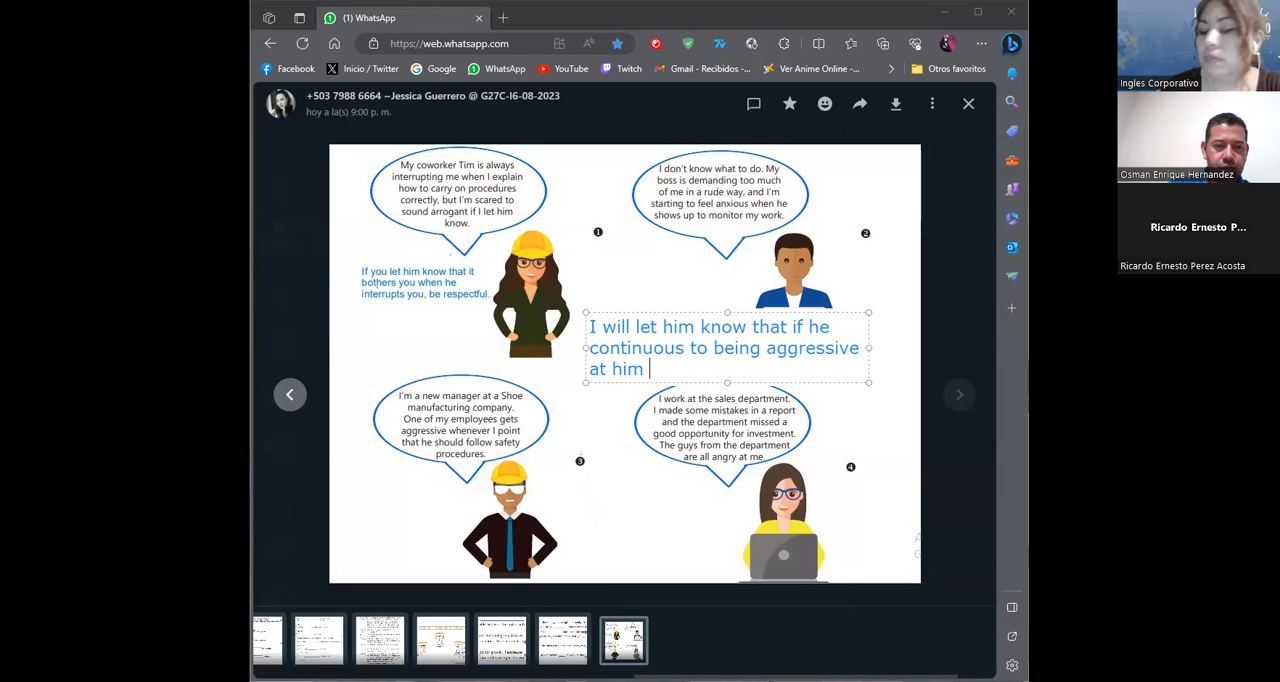 (1) WhatsApp
https://web.whatsapp.com
Facebook
Inicio / Twitter
Google
WhatsApp
YouTube
Twitch
Gmail - Recibidos -...
Ver Anime Online -...
Otros favoritos
+503 7988 6664 ~Jessica Guerrero @ G27C-I6-08-2023
hoy a la(s) 9:00 p. m.
My coworker Tim is always
interrupting me when I explain
how to carry on procedures
correctly, but I'm scared to
sound arrogant if I let him
know.
1
If you let him know that it
bothers you when he
interrupts you, be respectful.
I don't know what to do. My
boss is demanding too much
of me in a rude way, and I'm
starting to feel anxious when he
shows up to monitor my work.
2
I will let him know that if he
continuous to being aggressive
at him
I'm a new manager at a Shoe
manufacturing company.
One of my employees gets
aggressive whenever I point
that he should follow safety
procedures.
3
I work at the sales department.
I made some mistakes in a report
and the department missed a
good opportunity for investment.
The guys from the department
are all angry at me.
4
Ingles Corporativo
Osman Enrique Hernandez
Ricardo Ernesto P...
Ricardo Ernesto Perez Acosta